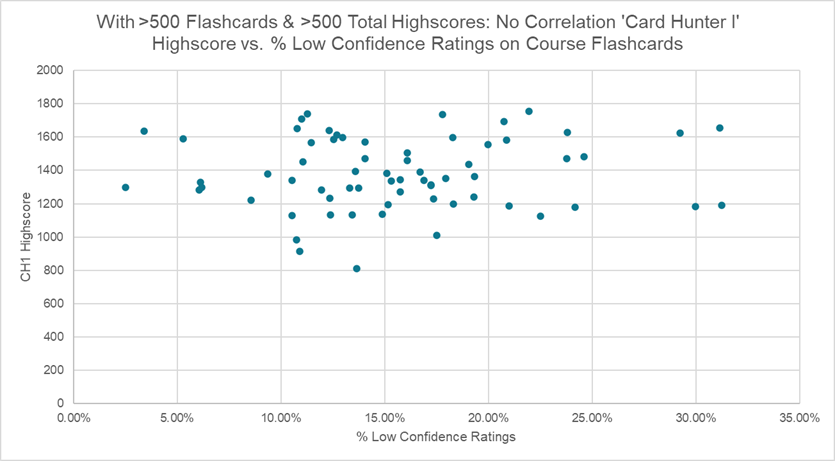 With >500 Flashcards & >500 Total Highscores: No Correlation 'Card Hunter I'
Highscore vs. % Low Confidence Ratings on Course Flashcards
2000
1800
1600
1400
1200
1000
800
600
400
200
0
CH1 Highscore
0.00% 5.00% 10.00% 15.00% 20.00% 25.00% 30.00% 35.00%
% Low Confidence Ratings